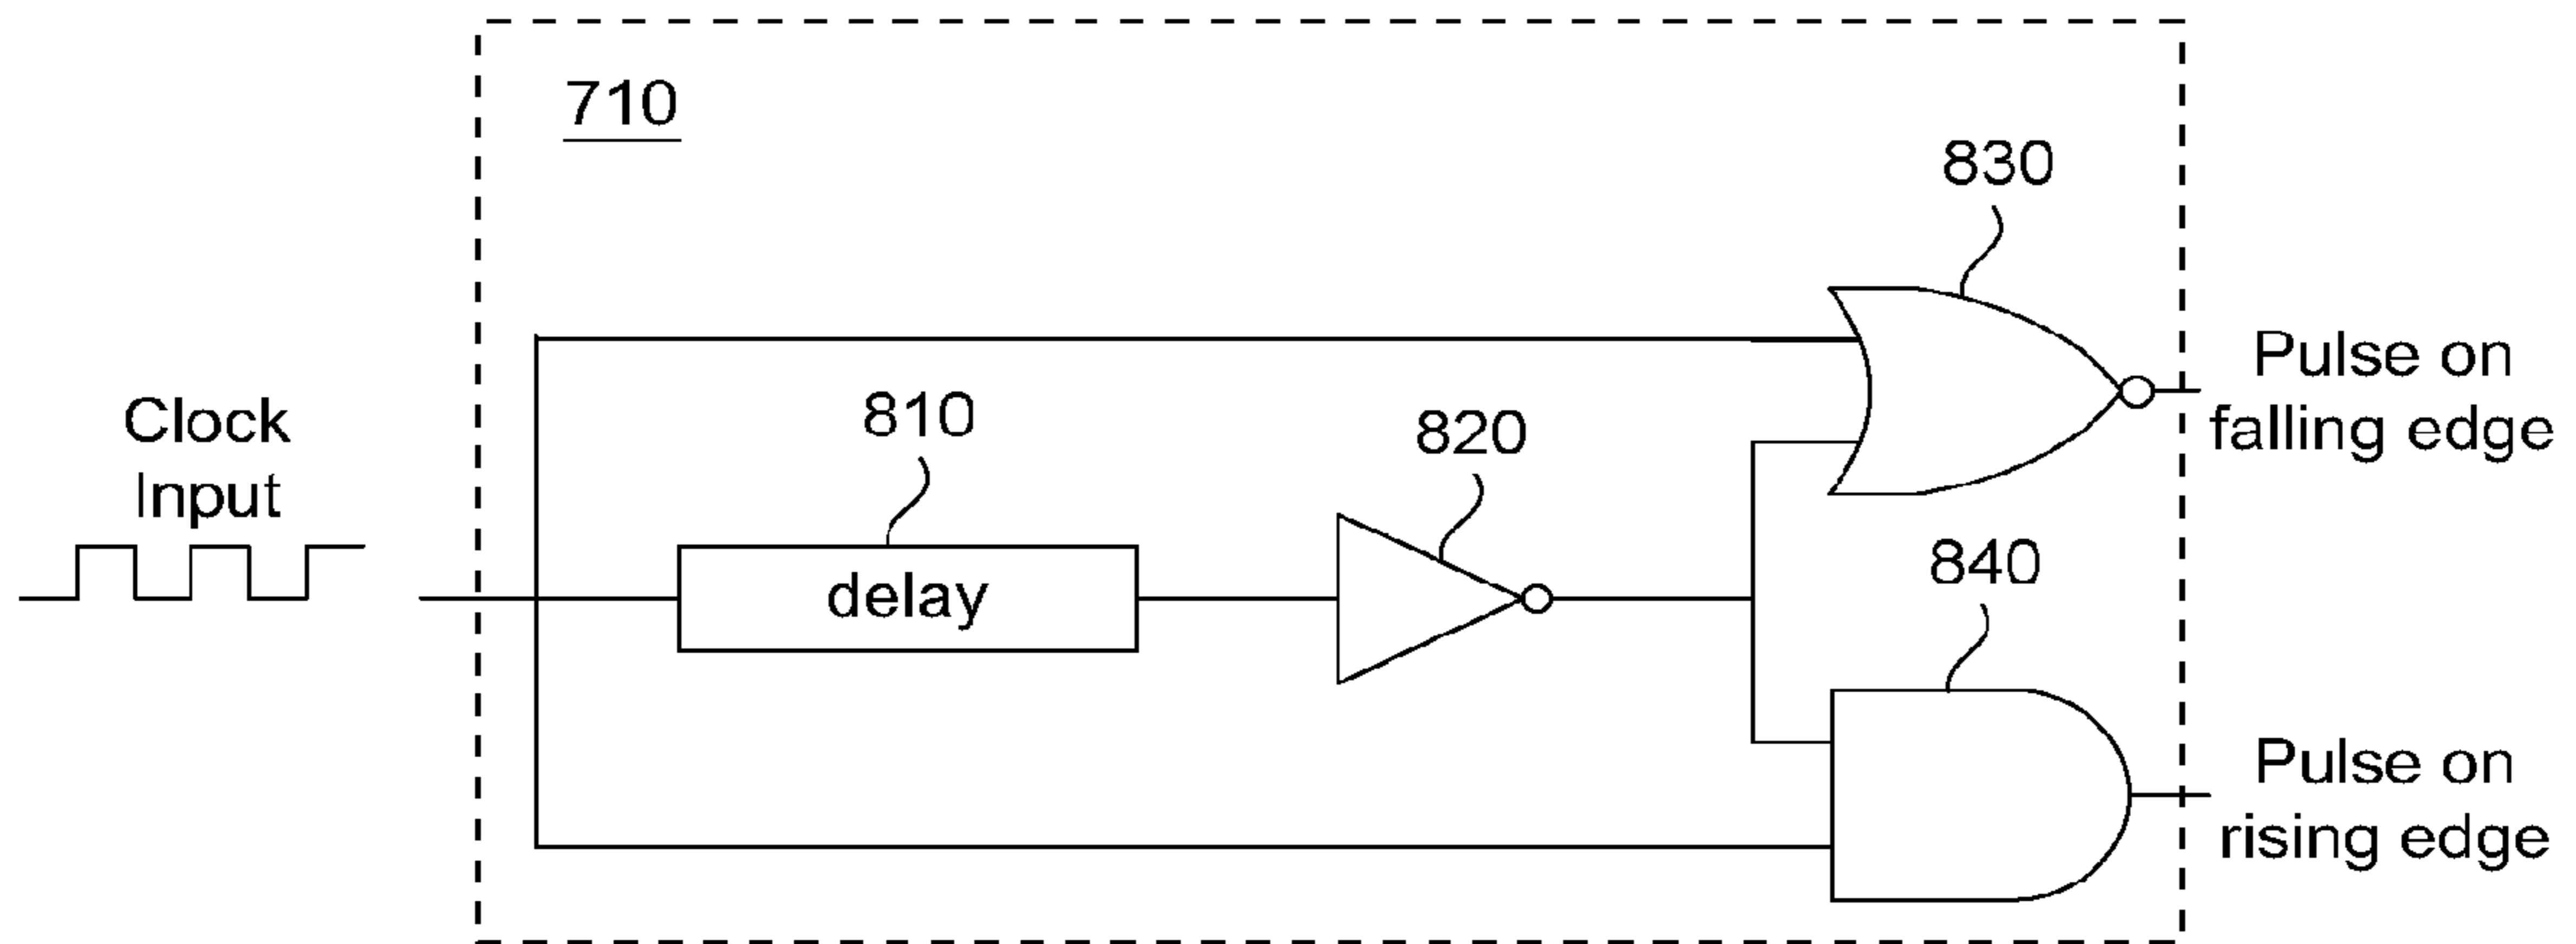 710
830
Pulse on
falling edge
Clock
Input
810
820
delay
840
Pulse on
rising edge